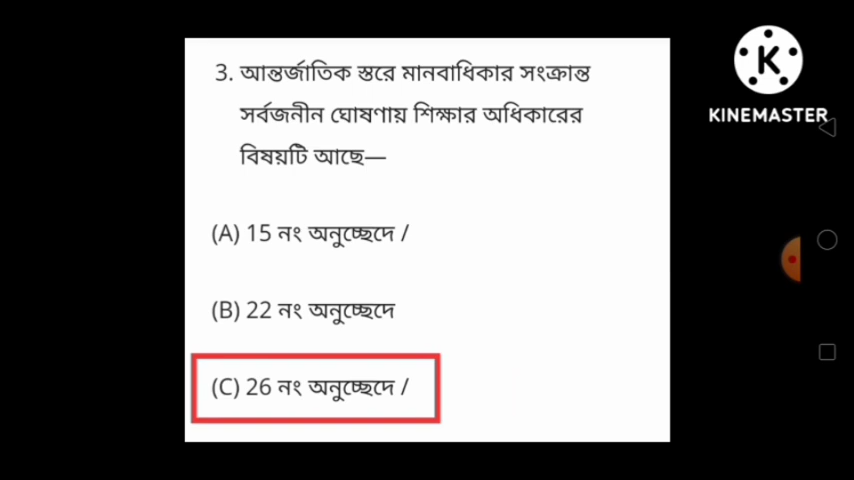 3. আন্তর্জাতিক স্তরে মানবাধিকার সংক্রান্ত
সর্বজনীন ঘোষণায় শিক্ষার অধিকারের
বিষয়টি আছে—
(A) 15 নং অনুচ্ছেদে /
(B) 22 নং অনুচ্ছেদে
(C) 26 নং অনুচ্ছেদে /
K
KINEMASTER